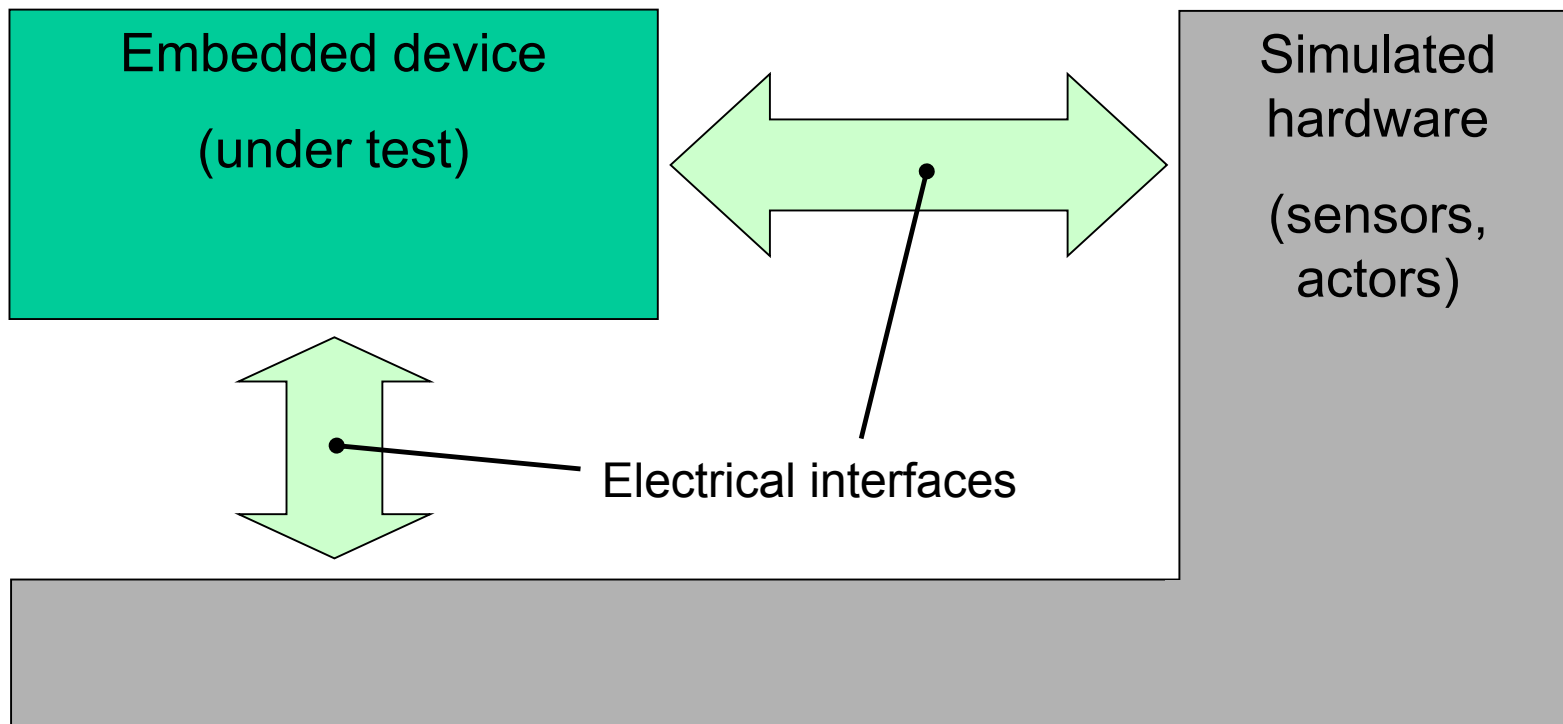 Embedded device
(under test)
Simulated
hardware
(sensors,
actors)
Electrical interfaces